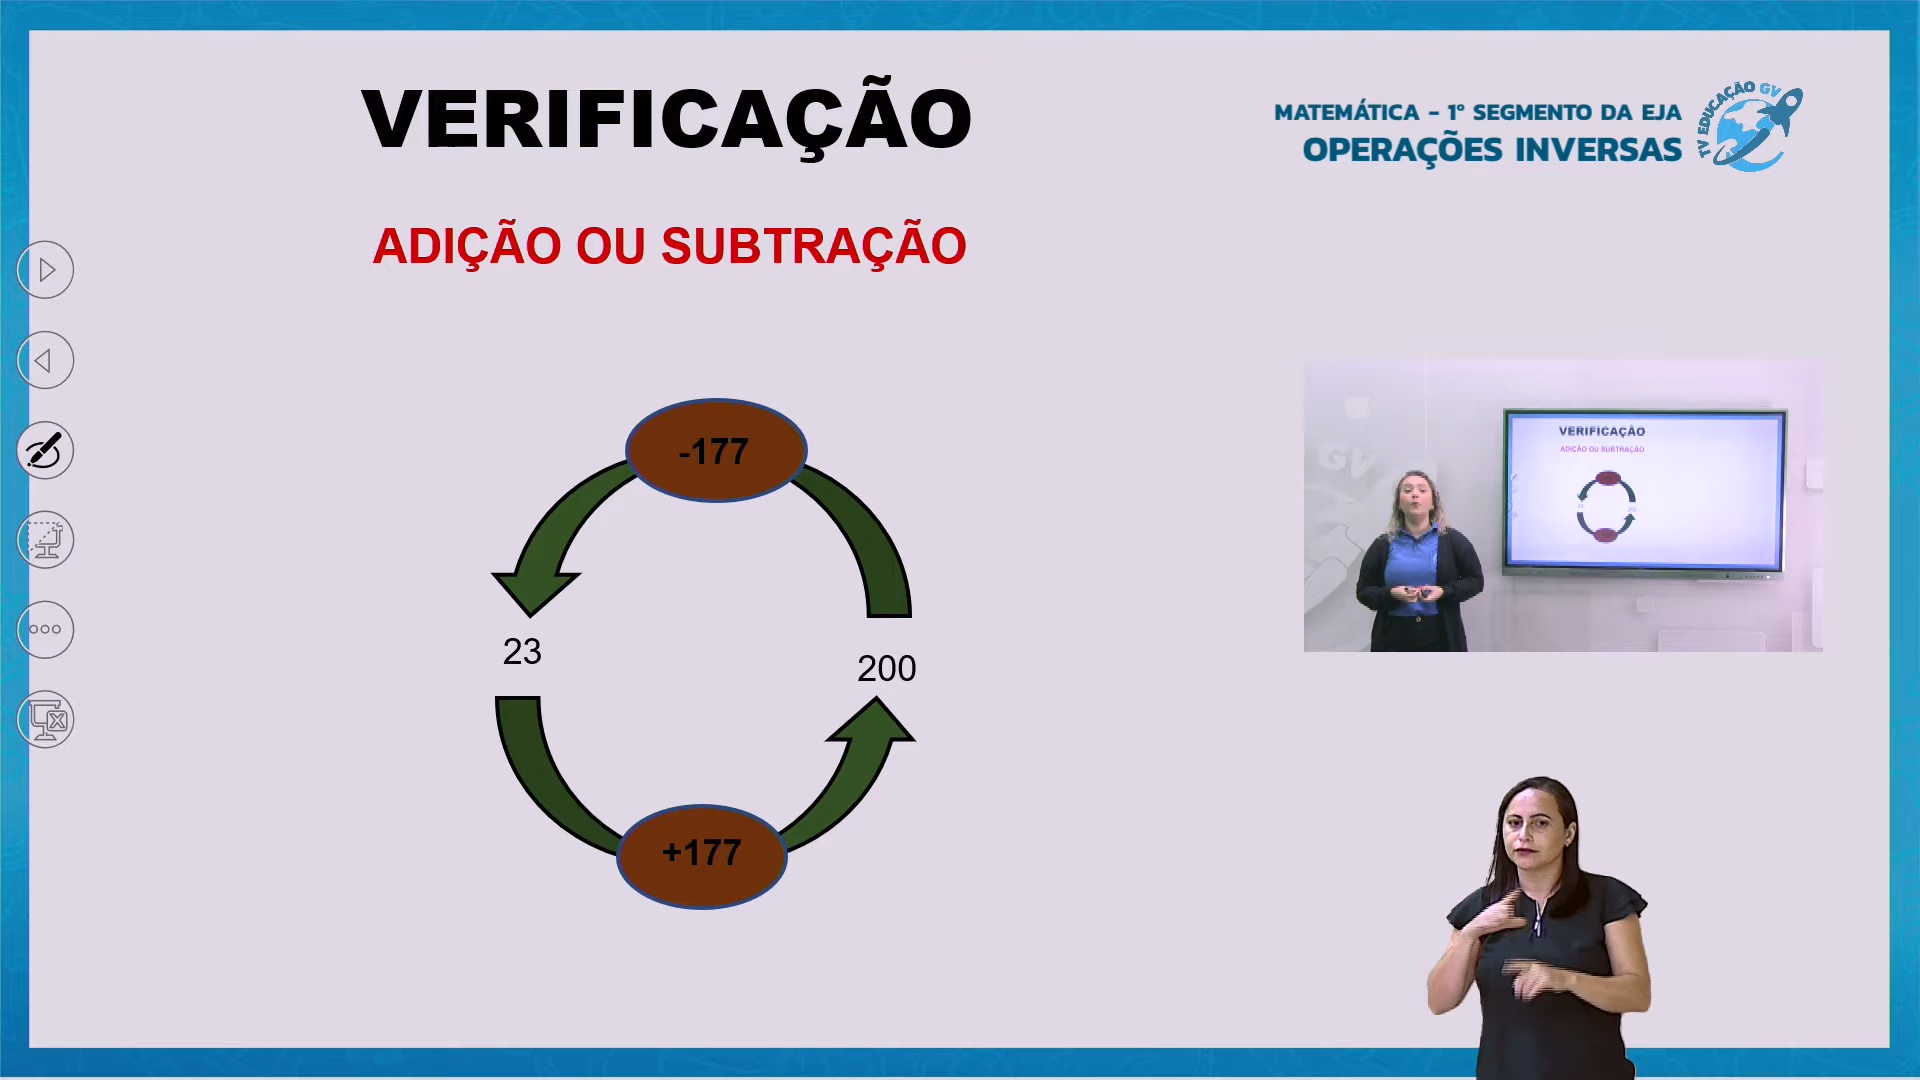 VERIFICAÇÃO
MATEMÁTICA - 1º SEGMENTO DA EJA
OPERAÇÕES INVERSAS
TV EDUCAÇÃO GV
ADIÇÃO OU SUBTRAÇÃO
-177
23
200
+177
VERIFICAÇÃO
ADIÇÃO OU SUBTRAÇÃO
GV